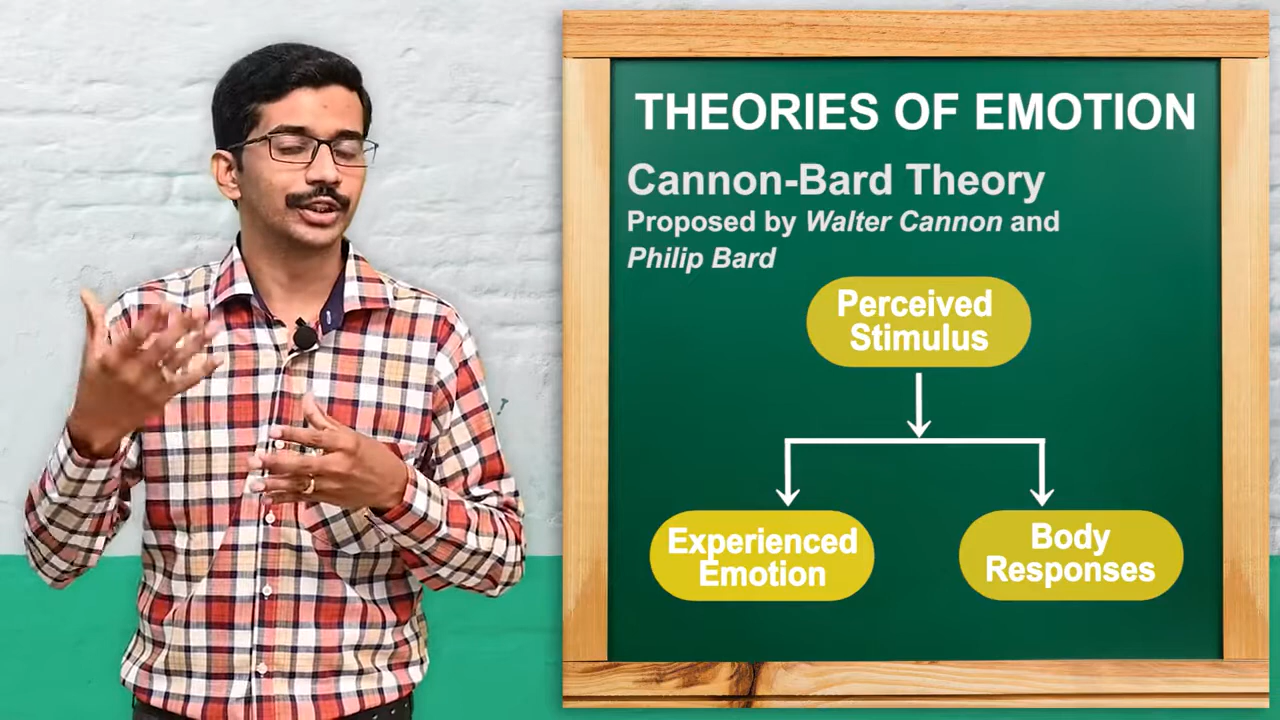 THEORIES OF EMOTION
Cannon-Bard Theory
Proposed by Walter Cannon and
Philip Bard
Perceived
Stimulus
Experienced
Emotion
Body
Responses